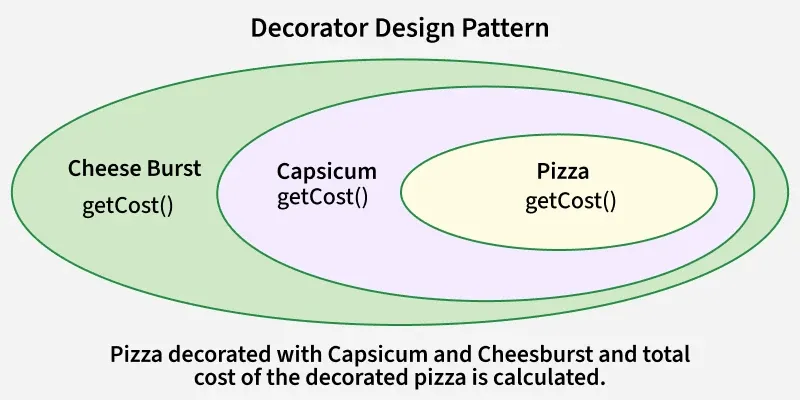 Decorator Design Pattern
Cheese Burst
getCost()
Capsicum
getCost()
Pizza
getCost()
Pizza decorated with Capsicum and Cheesburst and total
cost of the decorated pizza is calculated.